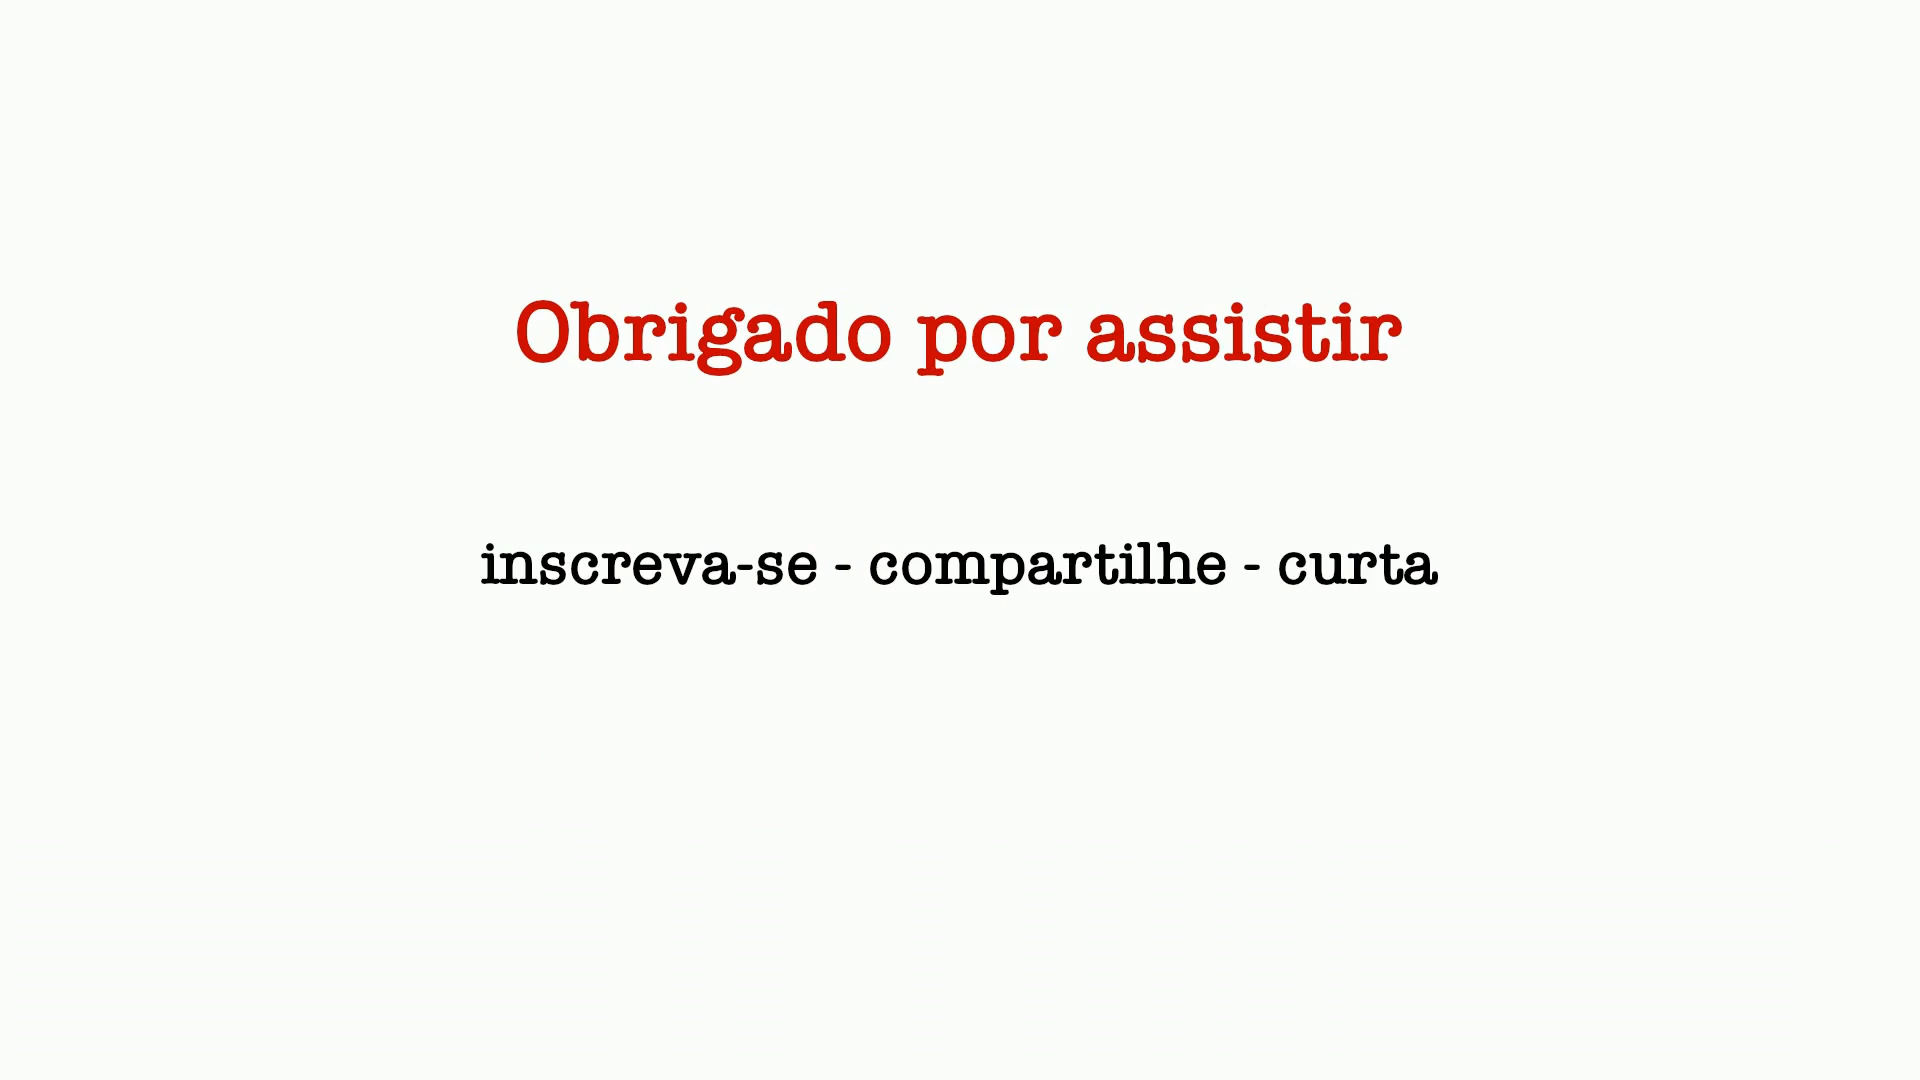 Obrigado por assistir
inscreva-se - compartilhe - curta